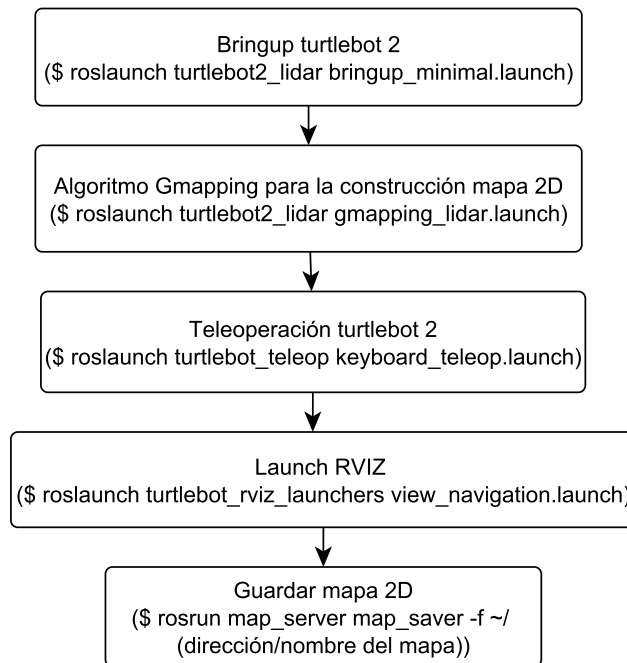 Bringup turtlebot 2
($ roslaunch turtlebot2_lidar bringup_minimal.launch)
Algoritmo Gmapping para la construcción mapa 2D
($ roslaunch turtlebot2_lidar gmapping_lidar.launch)
Teleoperación turtlebot 2
($ roslaunch turtlebot_teleop keyboard_teleop.launch)
Launch RVIZ
($ roslaunch turtlebot_rviz_launchers view_navigation.launch)
Guardar mapa 2D
($ rosrun map_server map_saver -f ~/
(dirección/nombre del mapa))